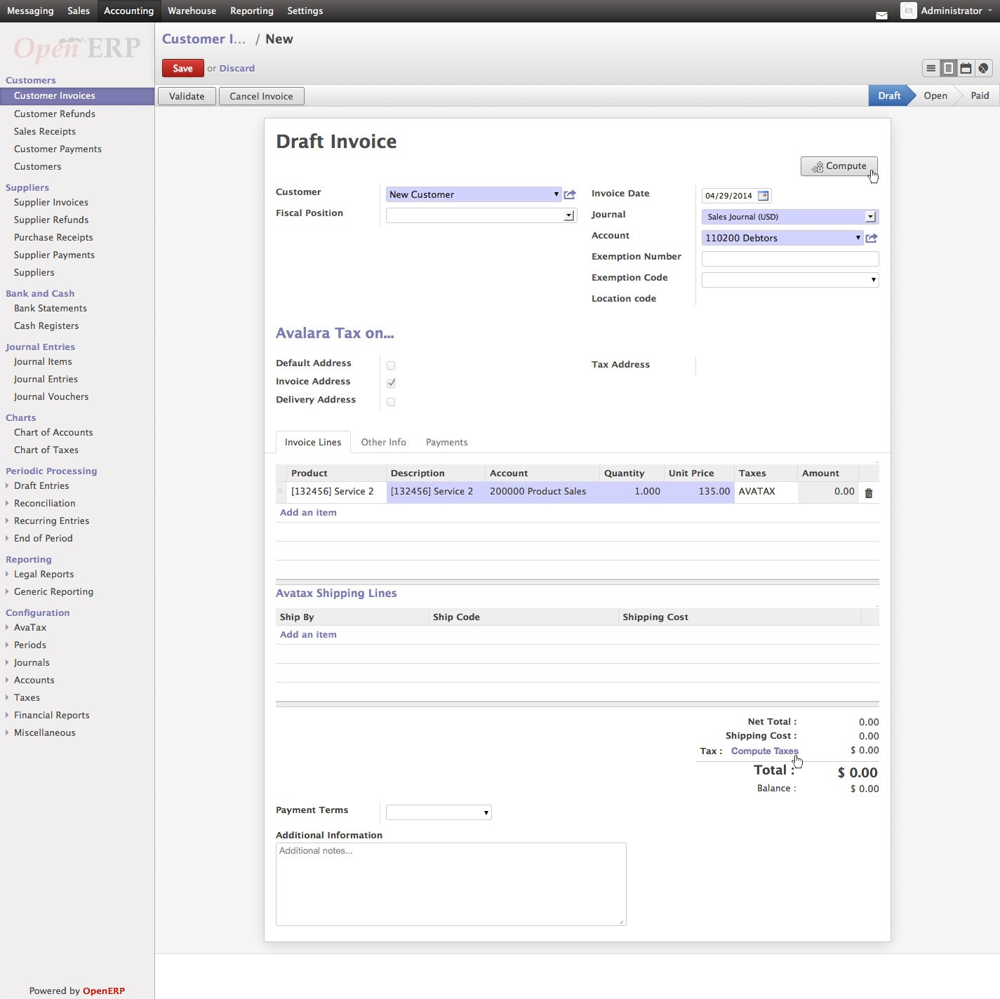 Messaging Sales Accounting Warehouse Reporting Settings Administrator
Open ERP
Customer I... / New
Save or Discard
Validate Cancel Invoice Draft Open Paid
Customers
Customer Invoices
Customer Refunds
Sales Receipts
Customer Payments
Customers
Suppliers
Supplier Invoices
Supplier Refunds
Purchase Receipts
Supplier Payments
Suppliers
Bank and Cash
Bank Statements
Cash Registers
Journal Entries
Journal Items
Journal Entries
Journal Vouchers
Charts
Chart of Accounts
Chart of Taxes
Periodic Processing
Draft Entries
Reconciliation
Recurring Entries
End of Period
Reporting
Legal Reports
Generic Reporting
Configuration
AvaTax
Periods
Journals
Accounts
Taxes
Financial Reports
Miscellaneous
Powered by OpenERP
Draft Invoice
Compute
Customer New Customer
Fiscal Position
Invoice Date 04/29/2014
Journal Sales Journal (USD)
Account 110200 Debtors
Exemption Number
Exemption Code
Location code
Avalara Tax on...
Default Address
Invoice Address
Delivery Address
Tax Address
Invoice Lines Other Info Payments
Product Description Account Quantity Unit Price Taxes Amount
[132456] Service 2 [132456] Service 2 200000 Product Sales 1.000 135.00 AVATAX 0.00
Add an item
Avatax Shipping Lines
Ship By Ship Code Shipping Cost
Add an item
Net Total : 0.00
Shipping Cost : 0.00
Tax : Compute Taxes $ 0.00
Total : $ 0.00
Balance : $ 0.00
Payment Terms
Additional Information
Additional notes...